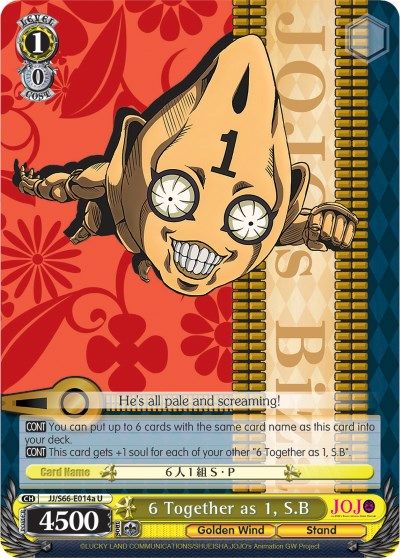 LEVEL
1
0
COST
1
JOJO's Biz
He's all pale and screaming!
CONT You can put up to 6 cards with the same card name as this card into
your deck.
CONT This card gets +1 soul for each of your other "6 Together as 1, S.B".
Card Name 6人1組 S・P
CD JJ/S66-E014a U
POWER 4500 SOUL 6 Together as 1, S.B JOJO
Golden Wind Stand
©LUCKY LAND COMMUNICATIONS/SHUEISHA,JOJO's Animation GW Project